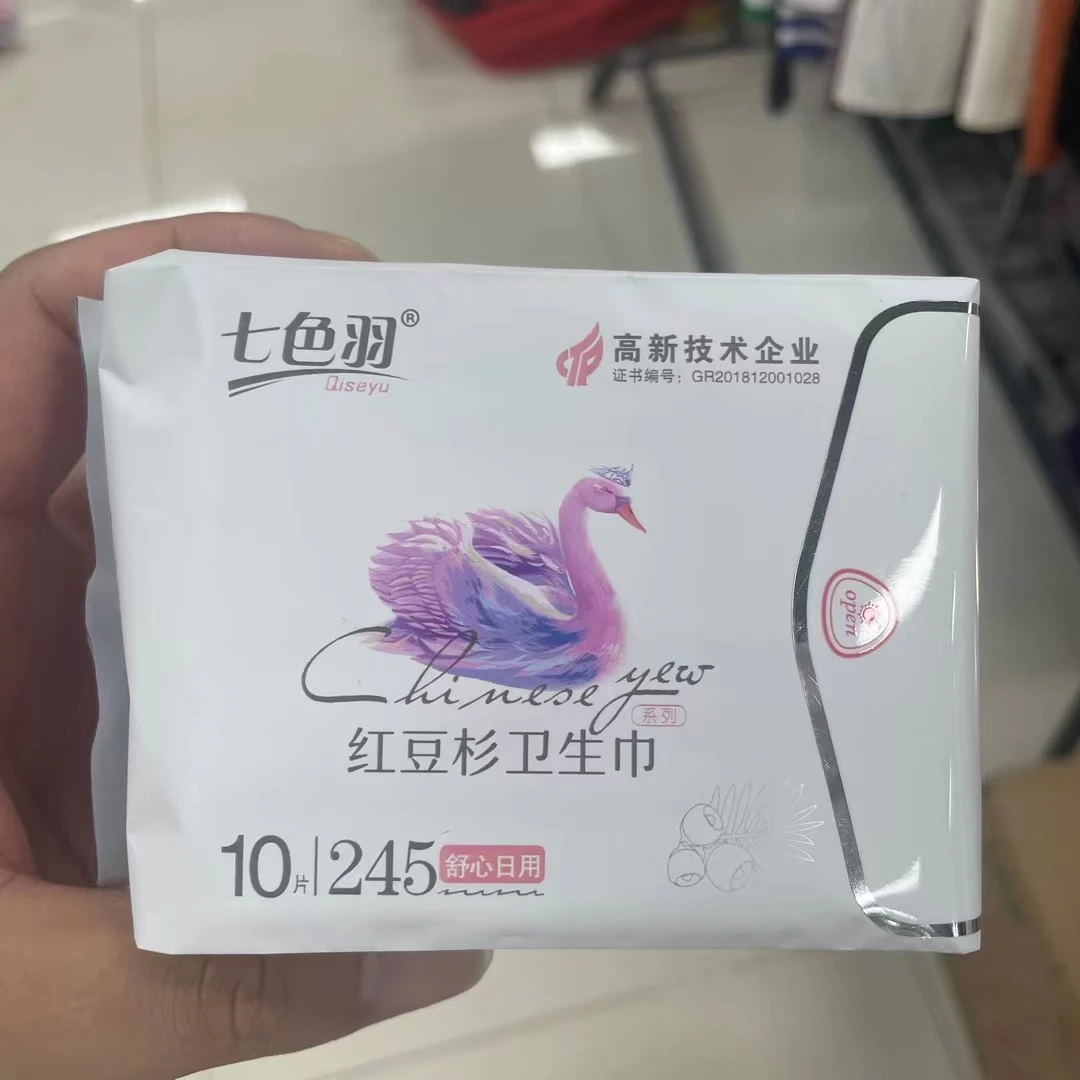 七色羽®
Qiseyu
高新技术企业
证书编号：GR201812001028
Chinese yew
系列
红豆杉卫生巾
10片|245 舒心日用
open